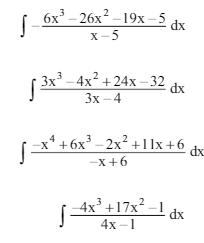 ∫ - (6x³ - 26x² - 19x - 5)/(x - 5) dx
∫ (3x³ - 4x² + 24x - 32)/(3x - 4) dx
∫ (-x⁴ + 6x³ - 2x² + 11x + 6)/(-x + 6) dx
∫ (-4x³ + 17x² - 1)/(4x - 1) dx